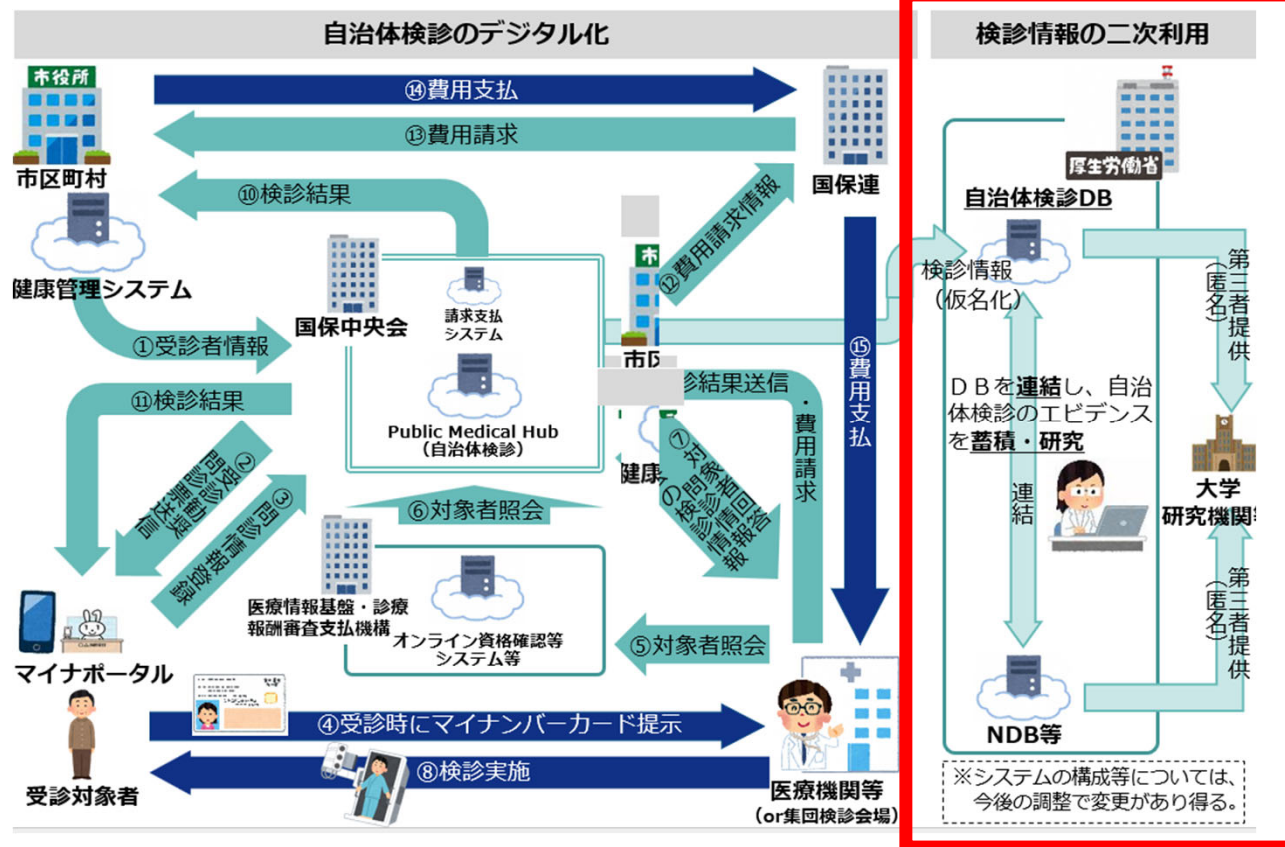 自治体検診のデジタル化
検診情報の二次利用
市役所
市区町村
健康管理システム
⑭費用支払
⑬費用請求
国保連
⑩検診結果
⑫費用請求情報
国保中央会
請求支払
システム
Public Medical Hub
(自治体検診)
市
市区
健康
①受診者情報
⑪検診結果
②受診勧奨
問診票送信
③問診情報登録
⑥対象者照会
診結果送信
・費用請求
⑦対象者回答
の問診情報
検診情報
⑮費用支払
医療情報基盤・診療
報酬審査支払機構
オンライン資格確認等
システム等
⑤対象者照会
マイナポータル
受診対象者
④受診時にマイナンバーカード提示
⑧検診実施
医療機関等
(or集団検診会場)
厚生労働省
自治体検診DB
検診情報
(仮名化)
第三者提供
(匿名)
ＤＢを連結し、自治
体検診のエビデンス
を蓄積・研究
連結
大学
研究機関等
第三者提供
(匿名)
NDB等
※システムの構成等については、
今後の調整で変更があり得る。